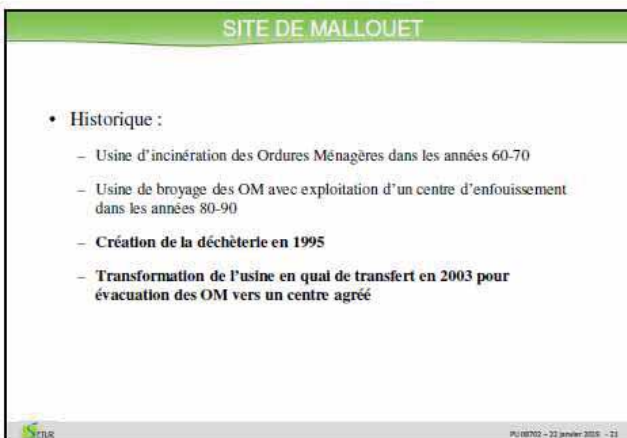 SITE DE MALLOUET
• Historique :
– Usine d'incinération des Ordures Ménagères dans les années 60-70
– Usine de broyage des OM avec exploitation d'un centre d'enfouissement
dans les années 80-90
– Création de la déchèterie en 1995
– Transformation de l'usine en quai de transfert en 2003 pour
évacuation des OM vers un centre agréé